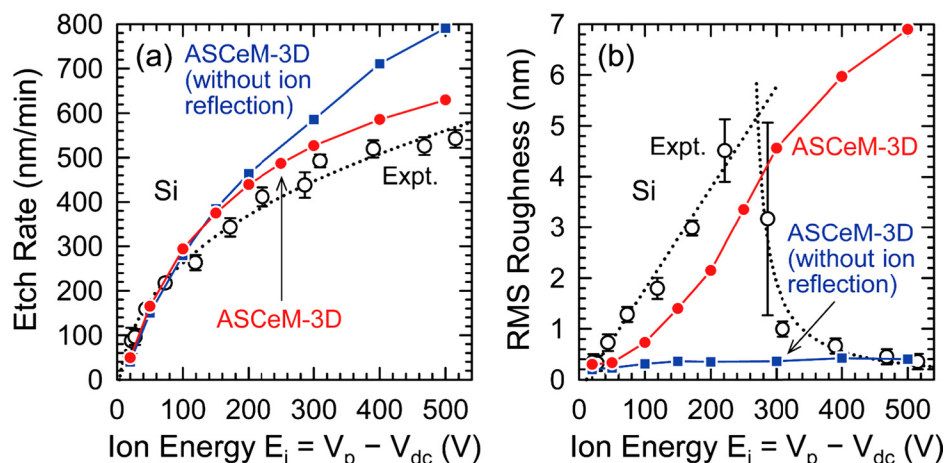 (a)
ASCeM-3D
(without ion
reflection)
Si
Expt.
ASCeM-3D
Etch Rate (nm/min)
800
700
600
500
400
300
200
100
0
0 100 200 300 400 500
Ion Energy Ei = Vp – Vdc (V)
(b)
Expt.
Si
ASCeM-3D
ASCeM-3D
(without ion
reflection)
RMS Roughness (nm)
7
6
5
4
3
2
1
0
0 100 200 300 400 500
Ion Energy Ei = Vp – Vdc (V)